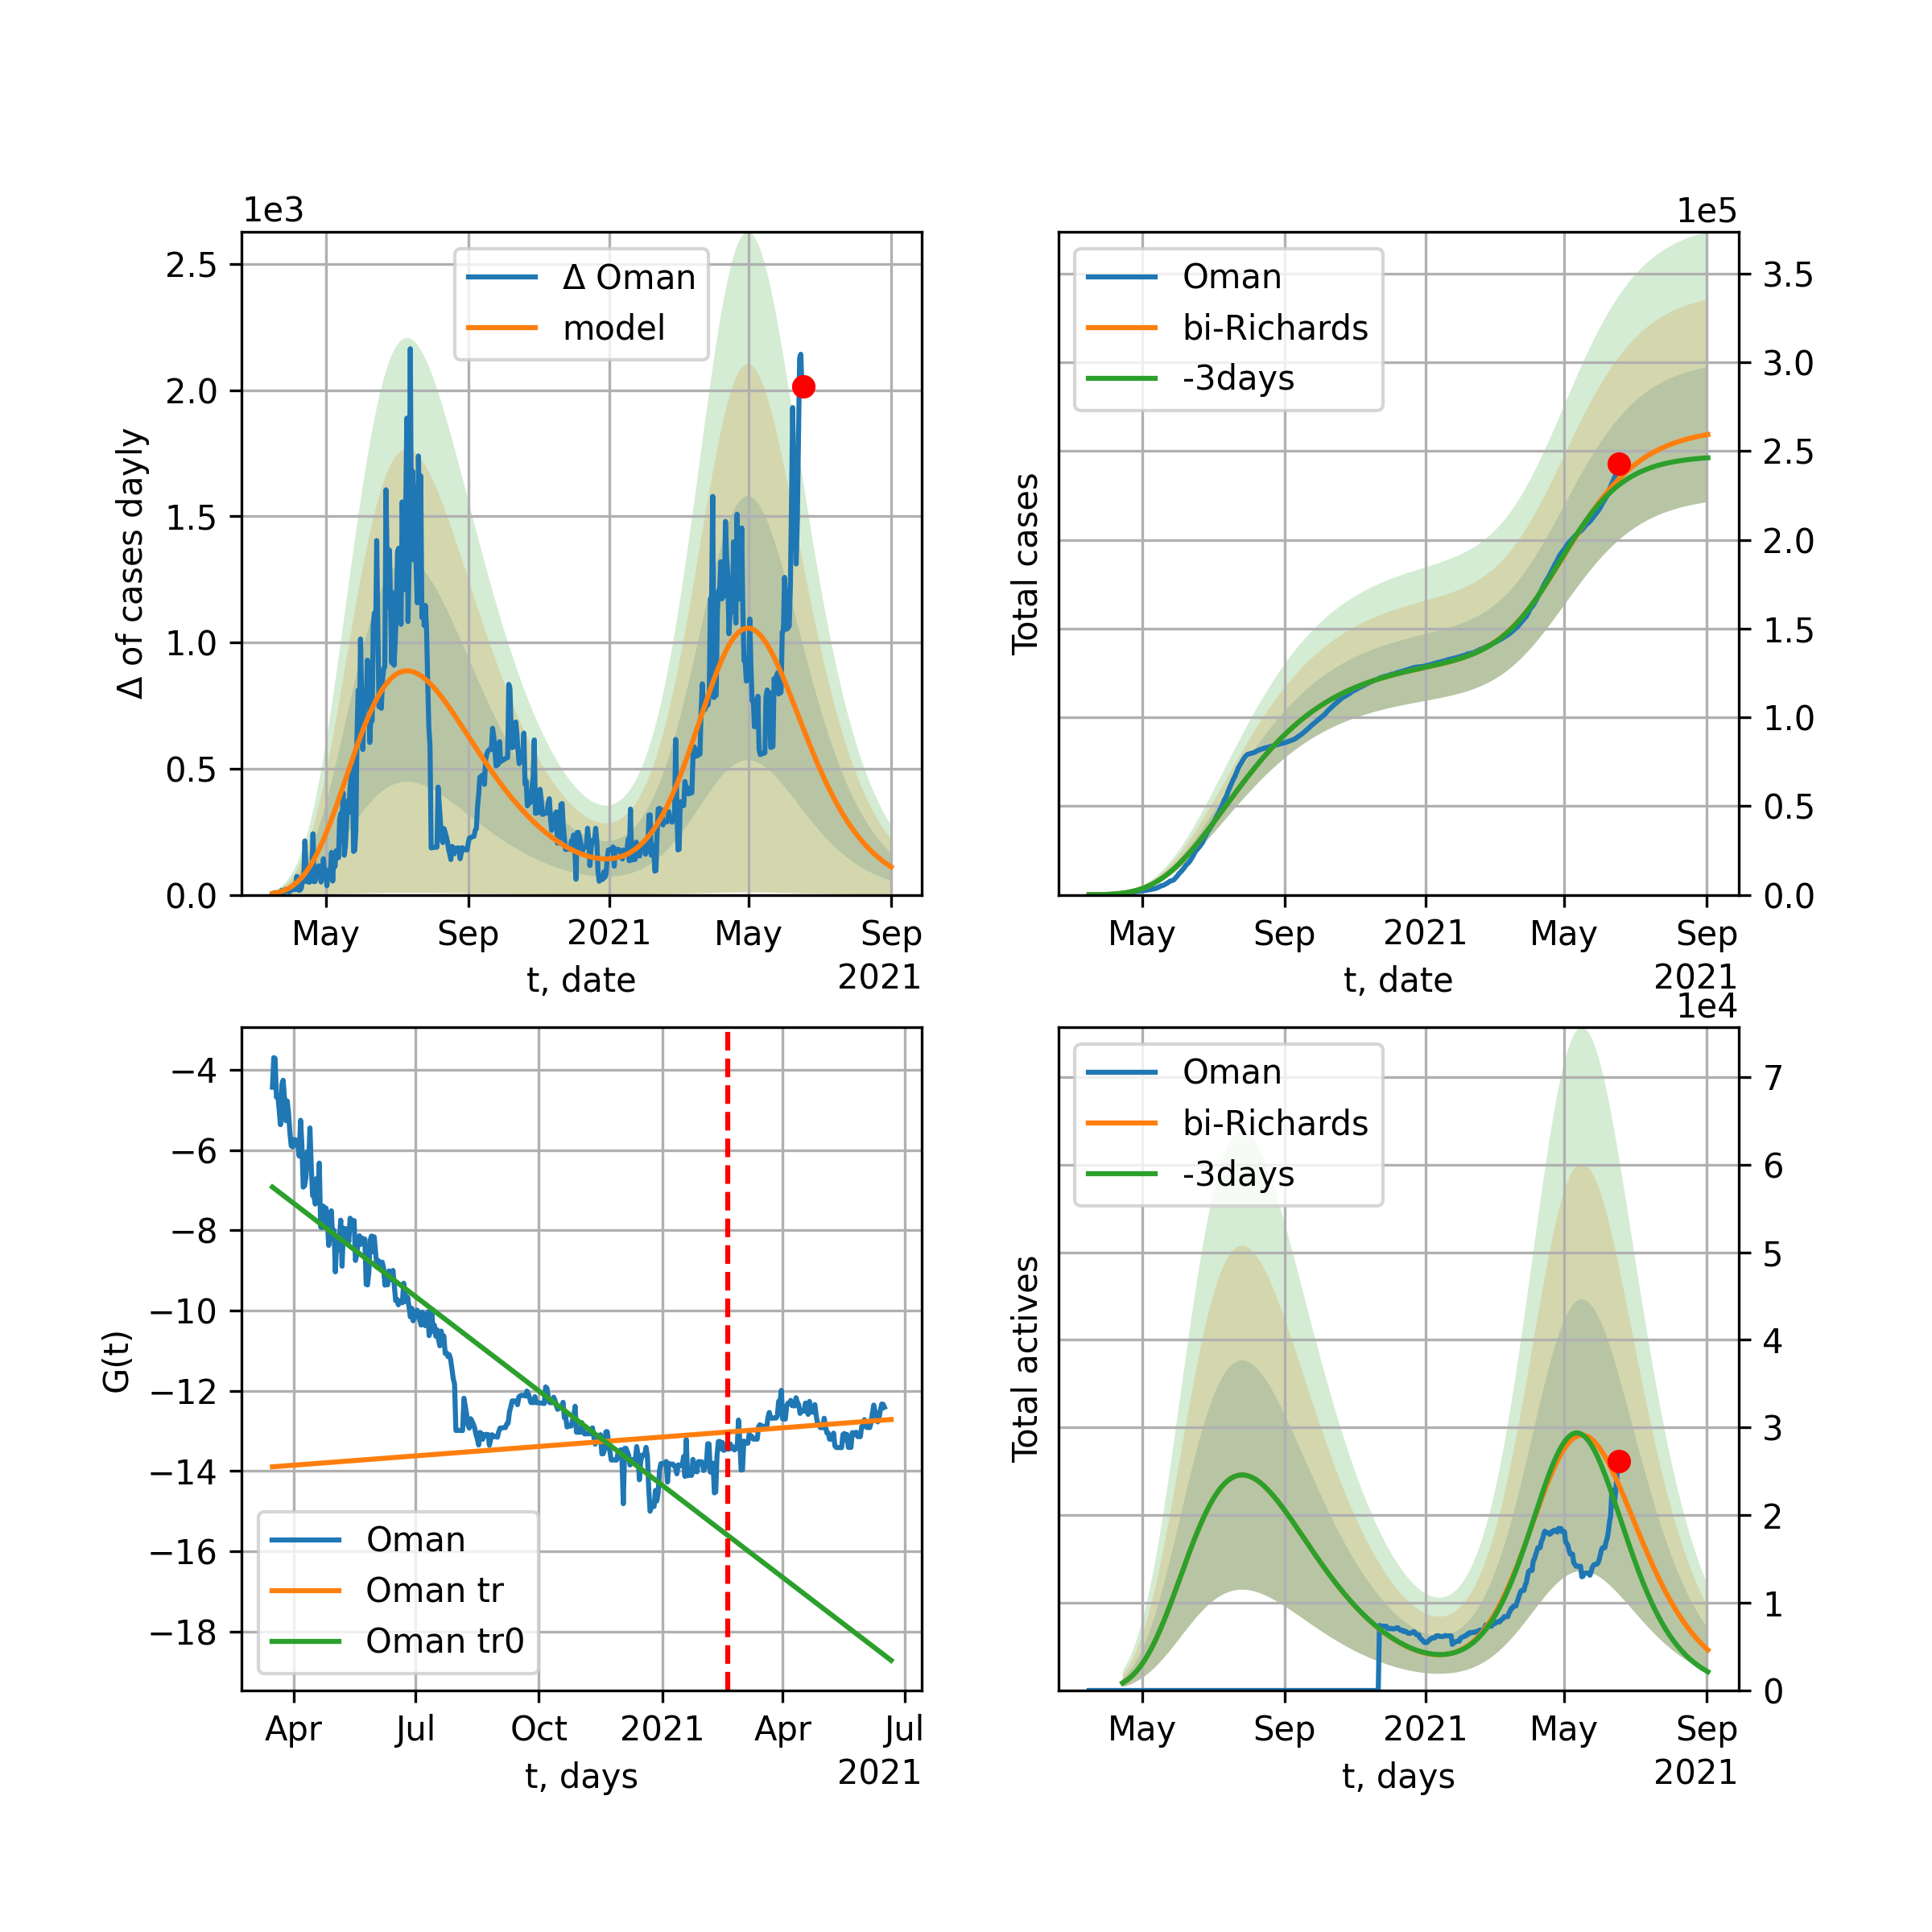 1e3
2.5
2.0
1.5
1.0
0.5
0.0
Δ of cases dayly
Δ Oman
model
May Sep 2021 May Sep
2021
t, date
1e5
Oman
bi-Richards
-3days
Total cases
3.5
3.0
2.5
2.0
1.5
1.0
0.5
0.0
May Sep 2021 May Sep
2021
t, date
−4
−6
−8
−10
−12
−14
−16
−18
G(t)
Oman
Oman tr
Oman tr0
Apr Jul Oct 2021 Apr Jul
2021
t, days
1e4
Oman
bi-Richards
-3days
Total actives
7
6
5
4
3
2
1
0
May Sep 2021 May Sep
2021
t, days